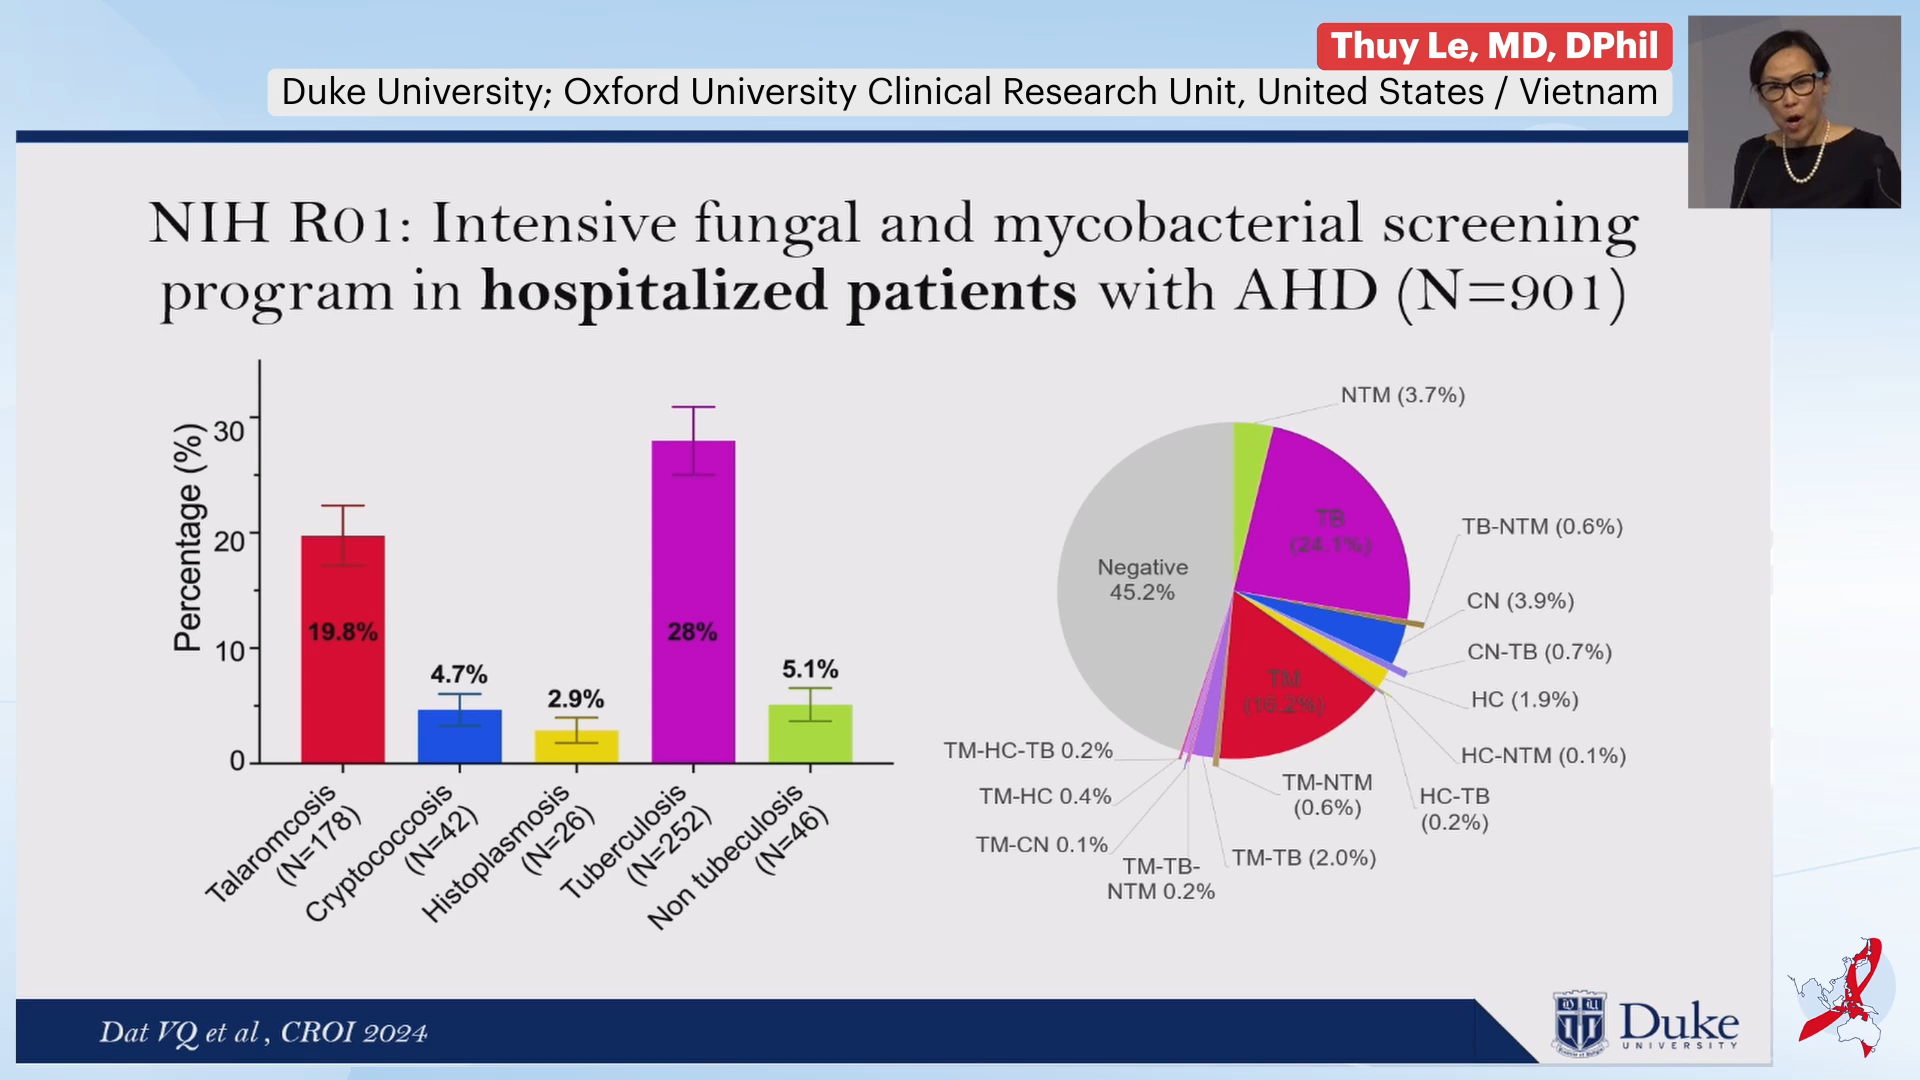 Thuy Le, MD, DPhil
Duke University; Oxford University Clinical Research Unit, United States / Vietnam
NIH R01: Intensive fungal and mycobacterial screening
program in hospitalized patients with AHD (N=901)
Percentage (%)
30
20
10
0
19.8%
4.7%
2.9%
28%
5.1%
Talaromcosis
(N=178)
Cryptococcosis
(N=42)
Histoplasmosis
(N=26)
Tuberculosis
(N=252)
Non tubeculosis
(N=46)
NTM (3.7%)
TB
(24.1%)
TB-NTM (0.6%)
CN (3.9%)
CN-TB (0.7%)
HC (1.9%)
HC-NTM (0.1%)
HC-TB
(0.2%)
TM
(16.2%)
TM-NTM
(0.6%)
TM-TB (2.0%)
TM-TB-
NTM 0.2%
TM-CN 0.1%
TM-HC 0.4%
TM-HC-TB 0.2%
Negative
45.2%
Dat VQ et al , CROI 2024
Duke
UNIVERSITY